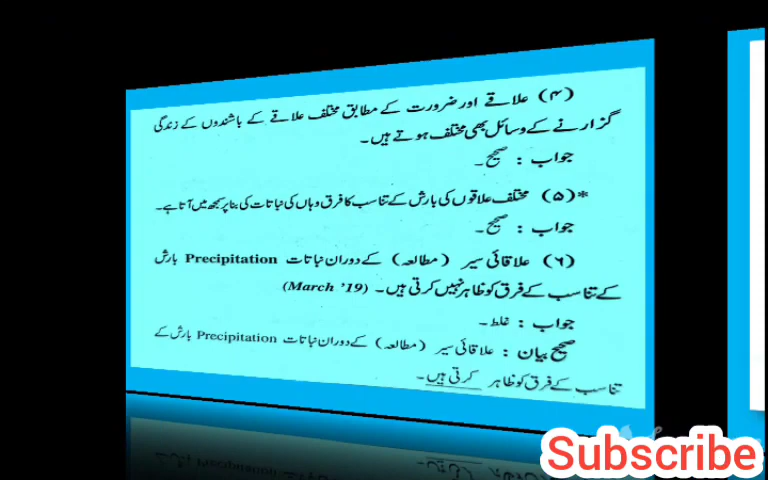 (۴) علاقے اور ضرورت کے مطابق مختلف علاقے کے باشندوں کے زندگی
گزارنے کے وسائل بھی مختلف ہوتے ہیں۔
جواب : صحیح۔
*(۵) مختلف علاقوں کی بارش کے تناسب کا فرق وہاں کی نباتات کی بنا پر سمجھ میں آتا ہے۔
جواب : صحیح۔
(۶) علاقائی سیر (مطالعہ) کے دوران نباتات Precipitation بارش
کے تناسب کے فرق کو ظاہر نہیں کرتی ہیں۔ (March '19)
جواب : غلط۔
صحیح بیان : علاقائی سیر (مطالعہ) کے دوران نباتات Precipitation بارش کے
تناسب کے فرق کو ظاہر کرتی ہیں۔
Subscribe